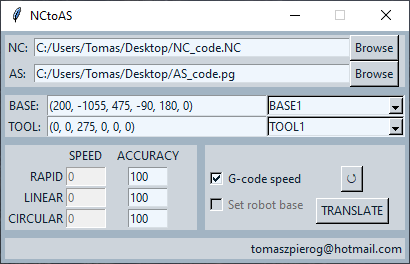 NCtoAS
NC: C:/Users/Tomas/Desktop/NC_code.NC Browse
AS: C:/Users/Tomas/Desktop/AS_code.pg Browse
BASE: (200, -1055, 475, -90, 180, 0) BASE1
TOOL: (0, 0, 275, 0, 0, 0) TOOL1
SPEED ACCURACY
RAPID 0 100
LINEAR 0 100
CIRCULAR 0 100
G-code speed ↺
Set robot base
TRANSLATE
tomaszpierog@hotmail.com